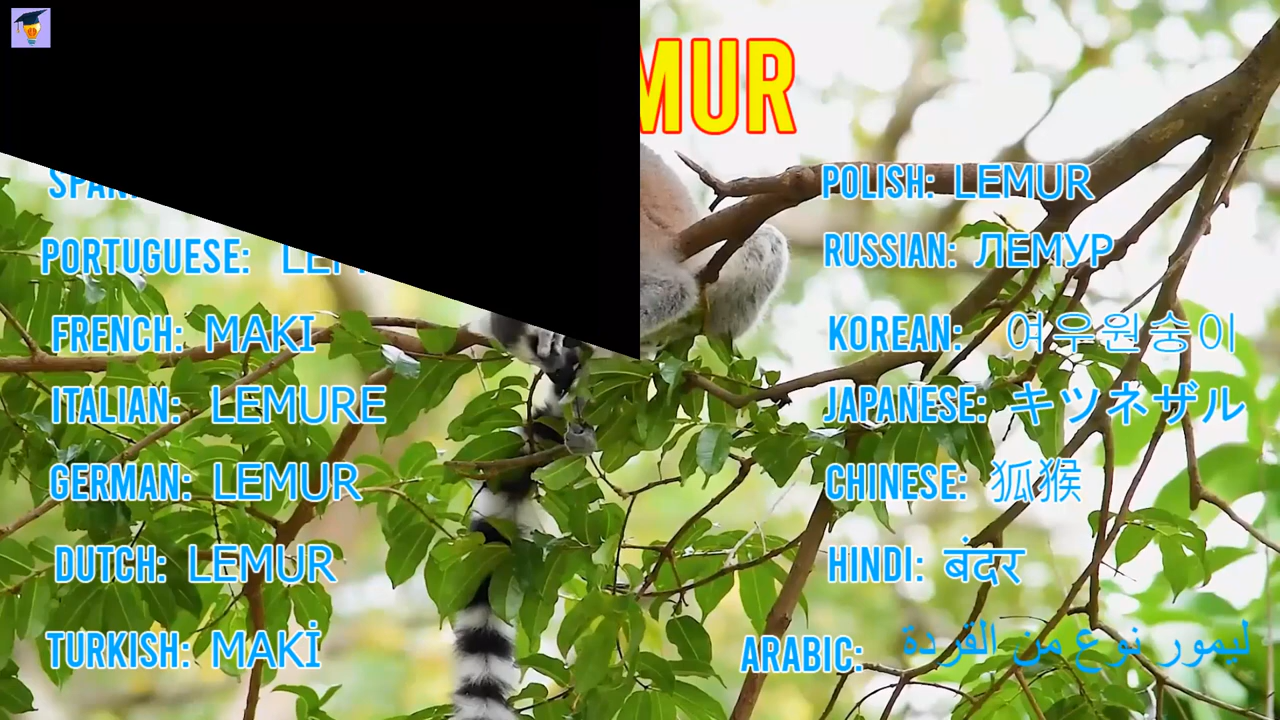 MUR
PORTUGUESE:
FRENCH: MAKI
ITALIAN: LEMURE
GERMAN: LEMUR
DUTCH: LEMUR
TURKISH: MAKİ
POLISH: LEMUR
RUSSIAN: ЛЕМУР
KOREAN: 여우원숭이
JAPANESE: キツネザル
CHINESE: 狐猴
HINDI: बंदर
ARABIC: ليمور نوع من القردة